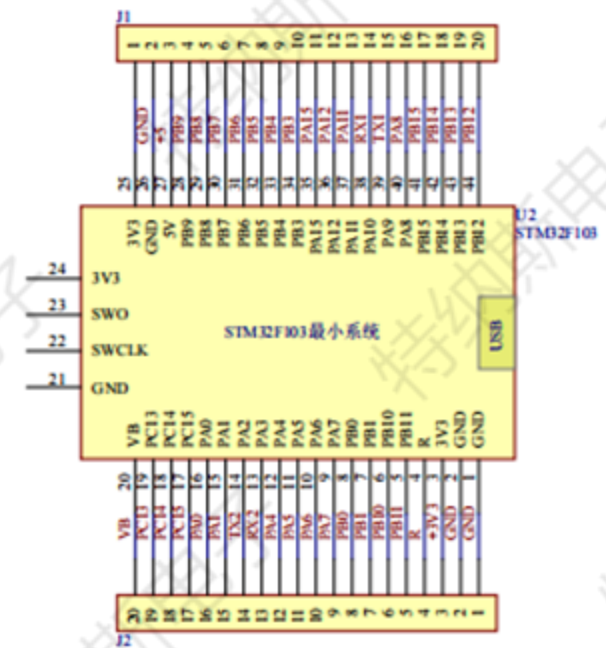 J1
1 2 3 4 5 6 7 8 9 10 11 12 13 14 15 16 17 18 19 20
GND +5 PB9 PB8 PB7 PB6 PB5 PB4 PB3 PA15 PA12 PA11 RX1 TX1 PA8 PB15 PB14 PB13 PB12
25 26 27 28 29 30 31 32 33 34 35 36 37 38 39 40 41 42 43 44
U2
STM32F103
3V3 GND 5V PB9 PB8 PB7 PB6 PB5 PB4 PB3 PA15 PA12 PA11 PA10 PA9 PA8 PB15 PB14 PB13 PB12
24 3V3
23 SWO
22 SWCLK
21 GND
STM32F103最小系统
USB
VB PC13 PC14 PC15 PA0 PA1 PA2 PA3 PA4 PA5 PA6 PA7 PB0 PB1 PB10 PB11 R 3V3 GND GND
20 19 18 17 16 15 14 13 12 11 10 9 8 7 6 5 4 3 2 1
VB PC13 PC14 PC15 PA0 PA1 TX2 RX2 PA4 PA5 PA6 PA7 PB0 PB1 PB10 PB11 R +3V3 GND GND
20 19 18 17 16 15 14 13 12 11 10 9 8 7 6 5 4 3 2 1
J2
特纳斯电子